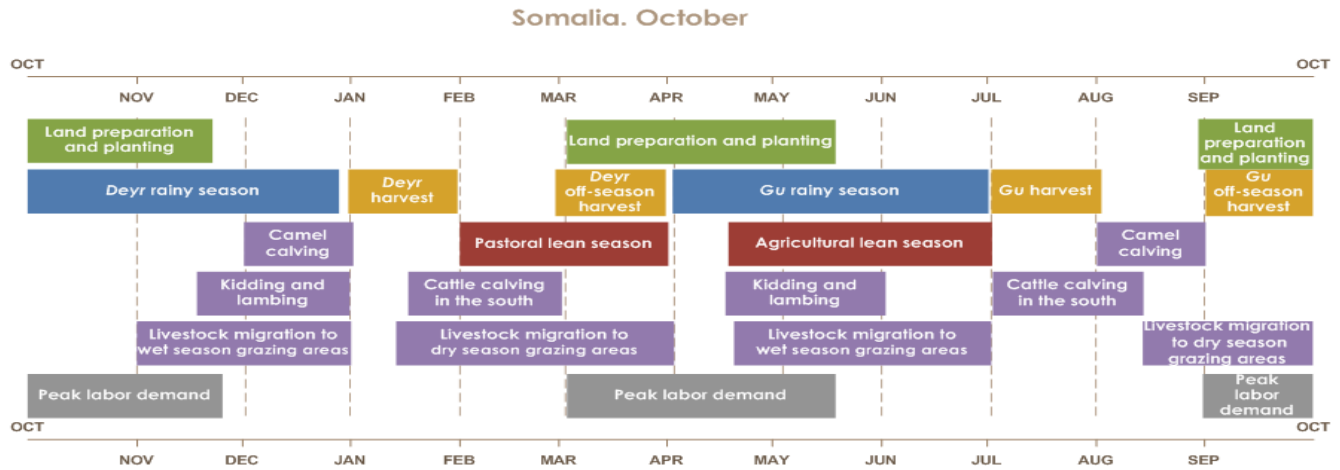 Somalia. October
OCT OCT
NOV DEC JAN FEB MAR APR MAY JUN JUL AUG SEP
Land preparation
and planting
Land preparation and planting
Land
preparation
and planting
Deyr rainy season
Deyr
harvest
Deyr
off-season
harvest
Gu rainy season
Gu harvest
Gu
off-season
harvest
Camel
calving
Pastoral lean season
Agricultural lean season
Camel
calving
Kidding and
lambing
Cattle calving
in the south
Kidding and
lambing
Cattle calving
in the south
Livestock migration to
wet season grazing areas
Livestock migration to
dry season grazing areas
Livestock migration to
wet season grazing areas
Livestock migration
to dry season
grazing areas
Peak labor demand
Peak labor demand
Peak
labor
demand
OCT OCT
NOV DEC JAN FEB MAR APR MAY JUN JUL AUG SEP